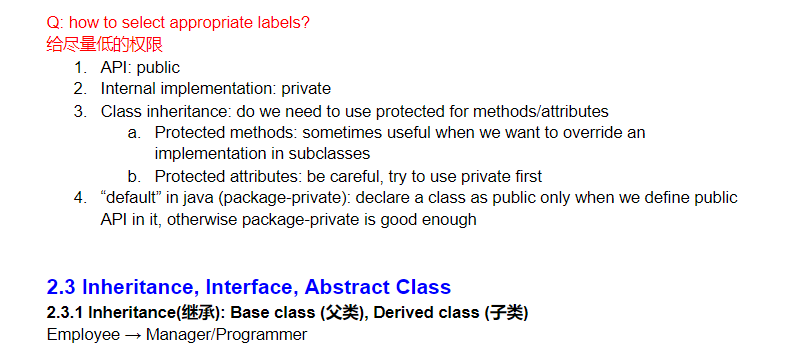 Q: how to select appropriate labels?
给尽量低的权限
1. API: public
2. Internal implementation: private
3. Class inheritance: do we need to use protected for methods/attributes
a. Protected methods: sometimes useful when we want to override an
implementation in subclasses
b. Protected attributes: be careful, try to use private first
4. “default” in java (package-private): declare a class as public only when we define public
API in it, otherwise package-private is good enough
2.3 Inheritance, Interface, Abstract Class
2.3.1 Inheritance(继承): Base class (父类), Derived class (子类)
Employee → Manager/Programmer